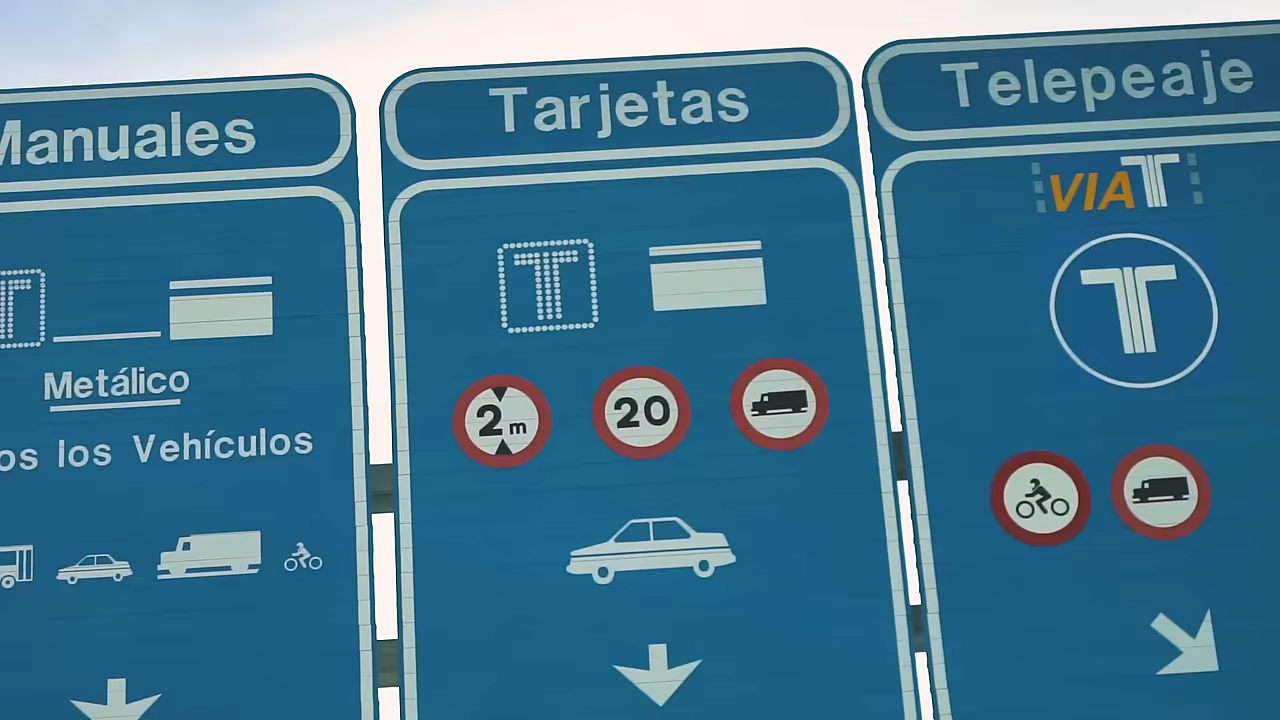 Manuales
Metálico
los Vehículos
Tarjetas
2 m
20
Telepeaje
VIA T